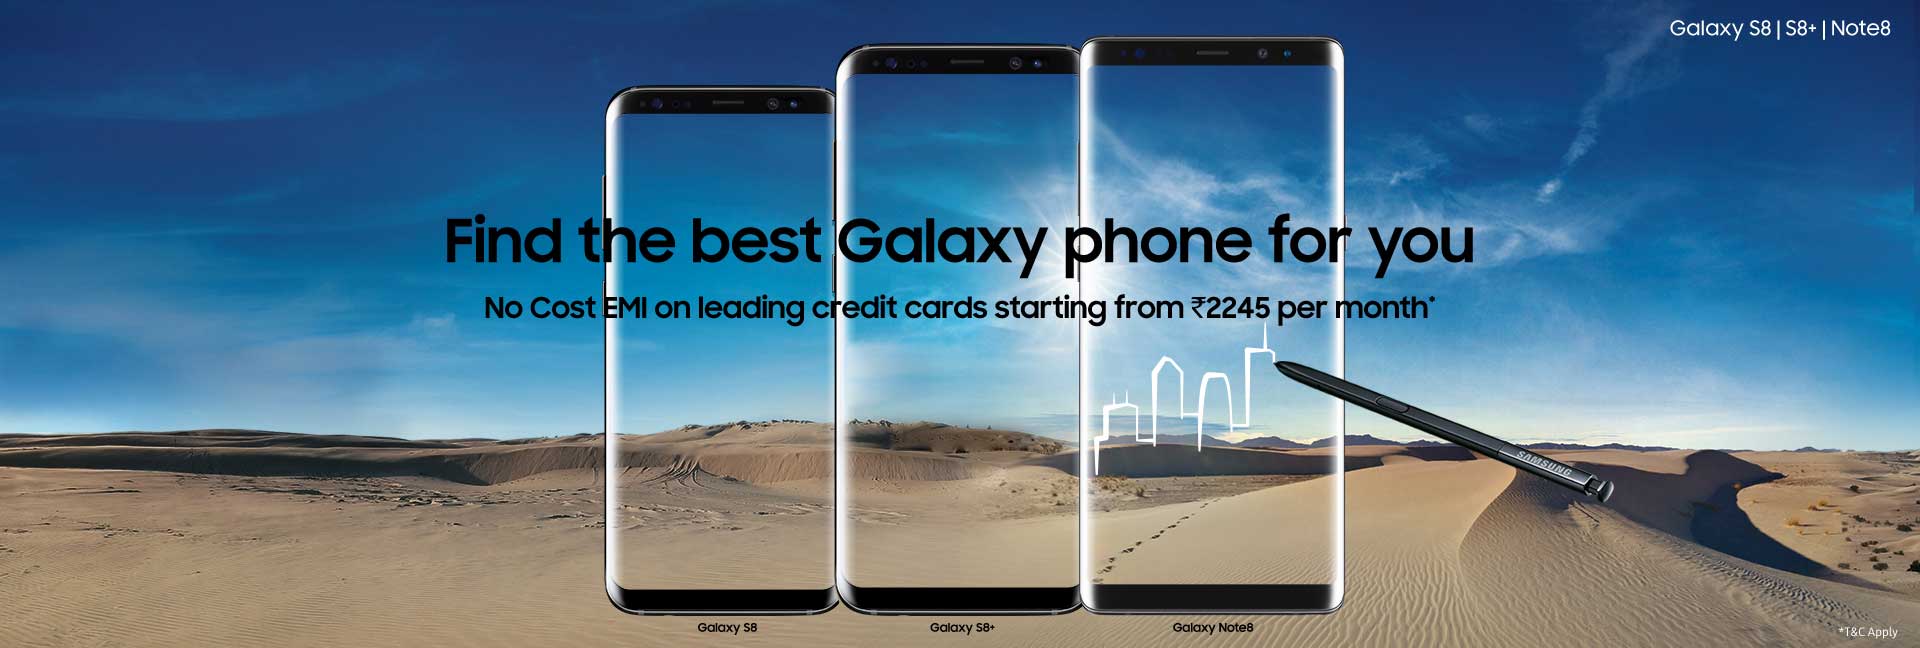 Galaxy S8 | S8+ | Note8
Find the best Galaxy phone for you
No Cost EMI on leading credit cards starting from ₹2245 per month*
SAMSUNG
Galaxy S8
Galaxy S8+
Galaxy Note8
*T&C Apply